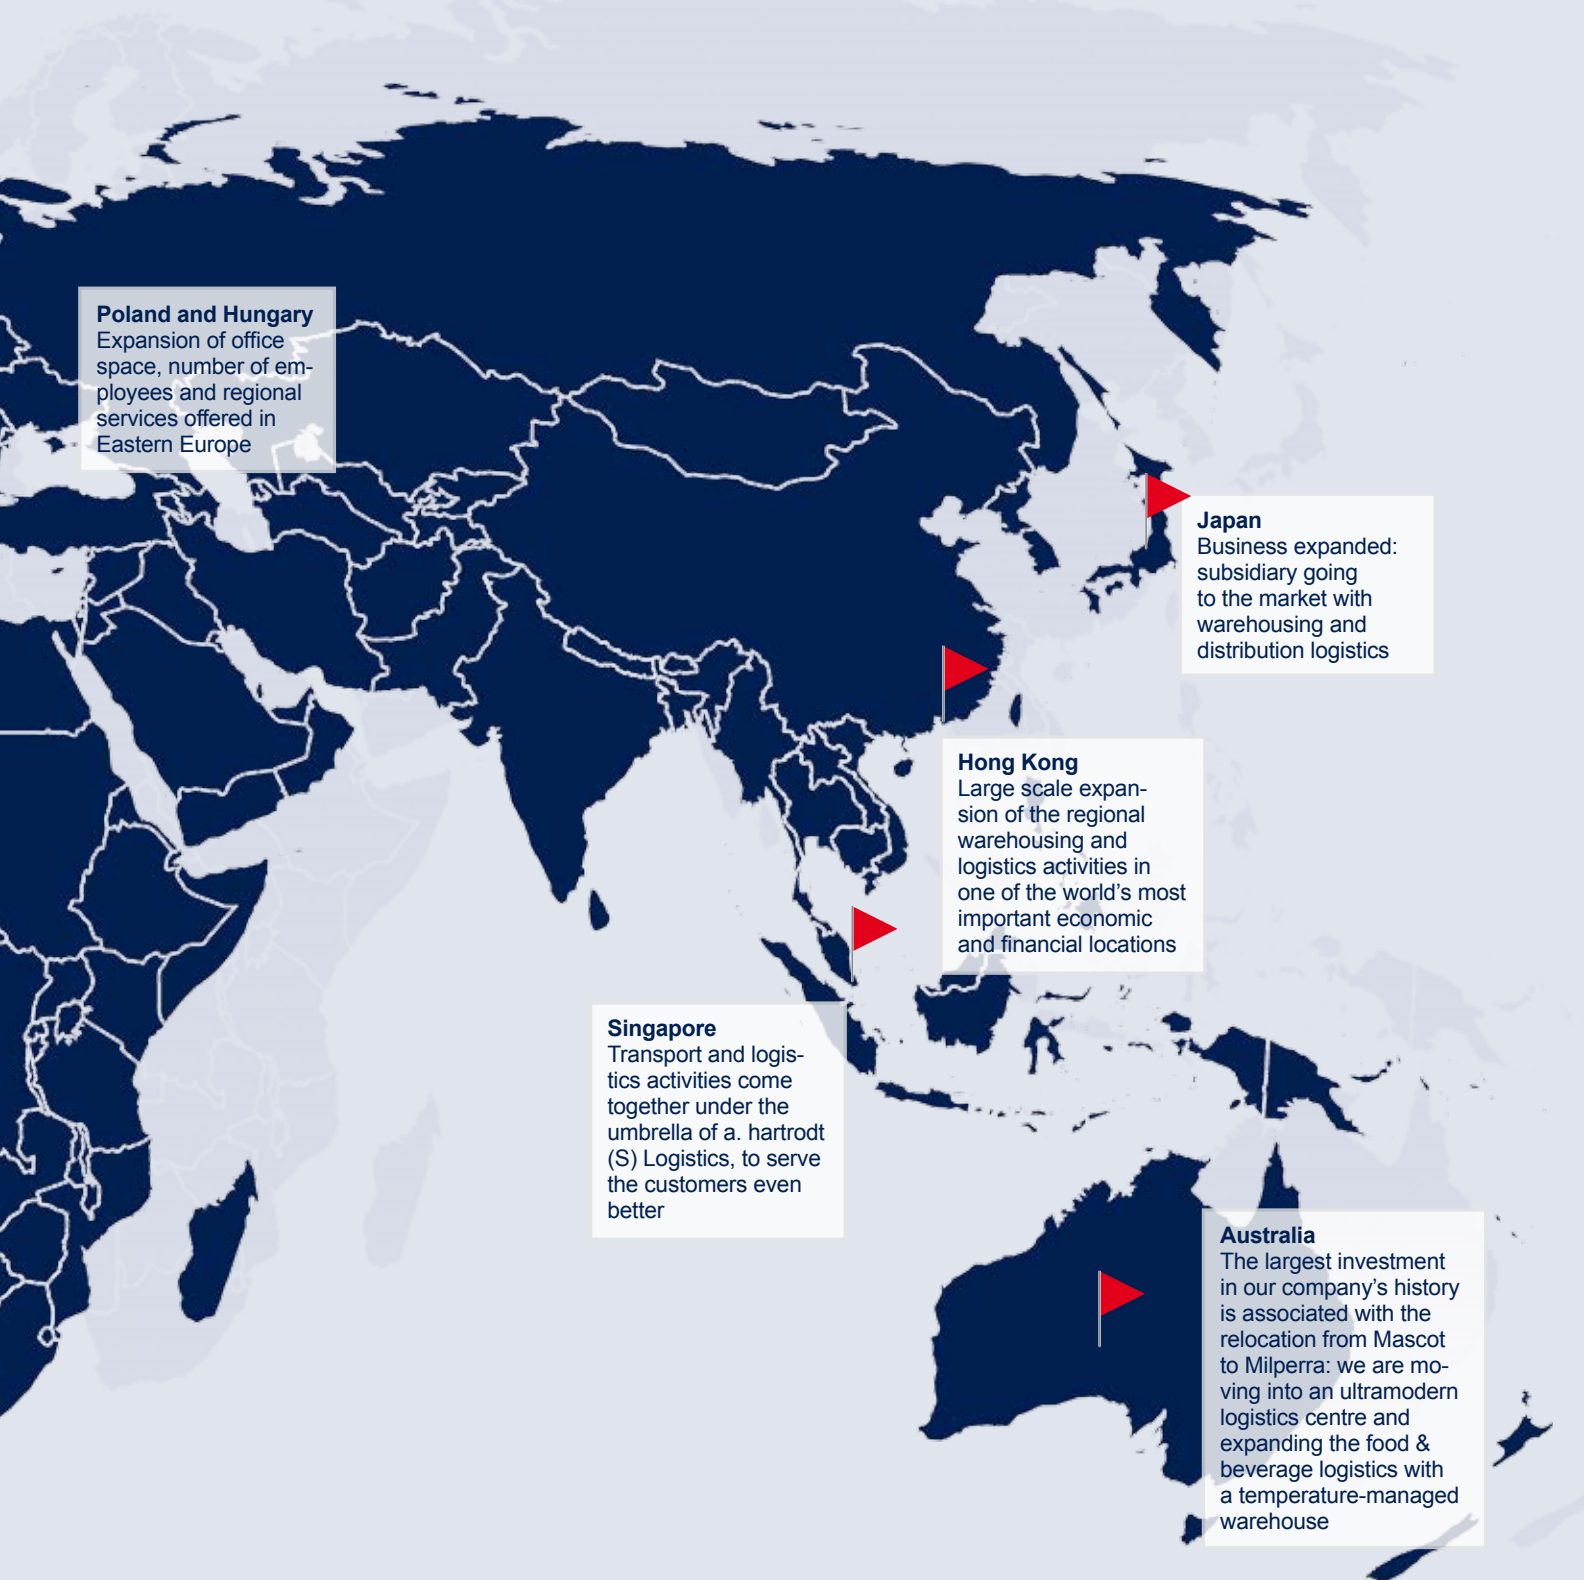 Poland and Hungary
Expansion of office
space, number of em-
ployees and regional
services offered in
Eastern Europe
Japan
Business expanded:
subsidiary going
to the market with
warehousing and
distribution logistics
Hong Kong
Large scale expan-
sion of the regional
warehousing and
logistics activities in
one of the world's most
important economic
and financial locations
Singapore
Transport and logis-
tics activities come
together under the
umbrella of a. hartrodt
(S) Logistics, to serve
the customers even
better
Australia
The largest investment
in our company's history
is associated with the
relocation from Mascot
to Milperra: we are mo-
ving into an ultramodern
logistics centre and
expanding the food &
beverage logistics with
a temperature-managed
warehouse